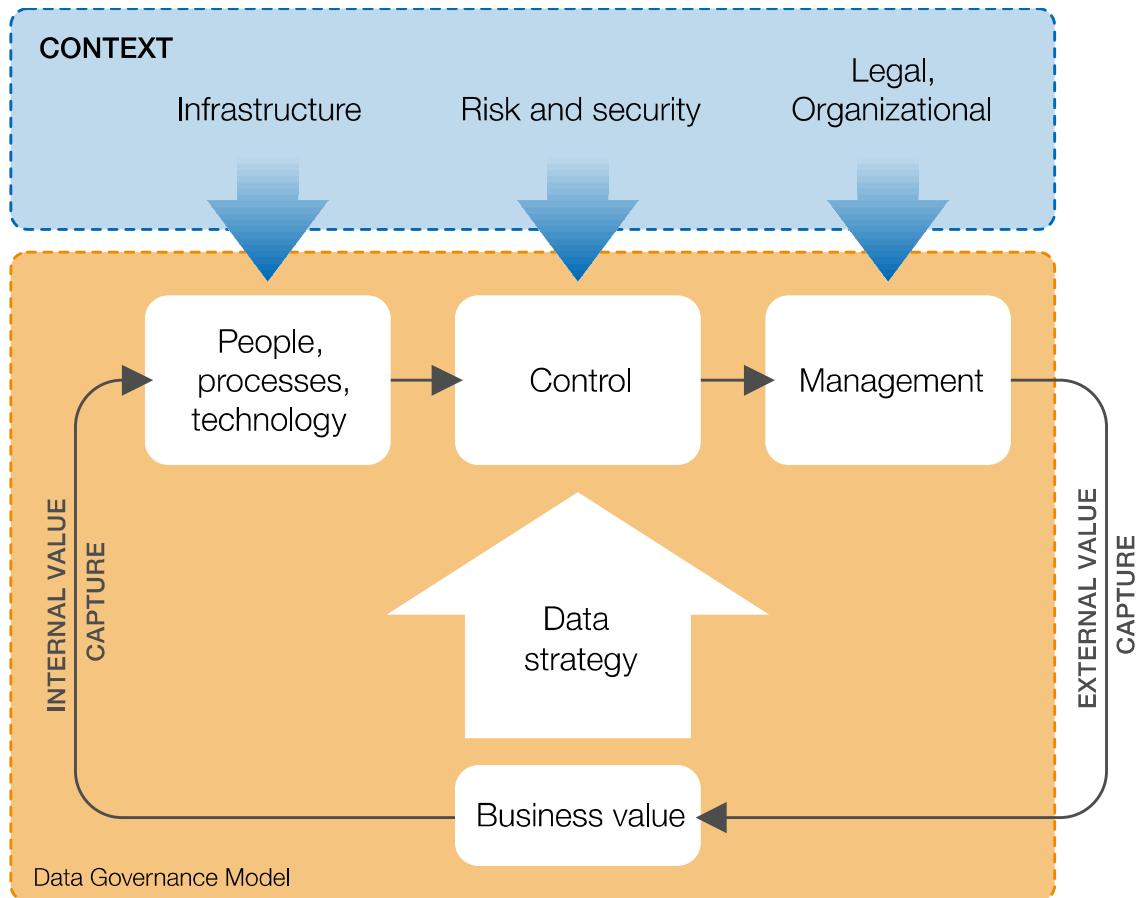 CONTEXT
Infrastructure
Risk and security
Legal,
Organizational
People,
processes,
technology
Control
Management
INTERNAL VALUE
CAPTURE
EXTERNAL VALUE
CAPTURE
Data
strategy
Business value
Data Governance Model